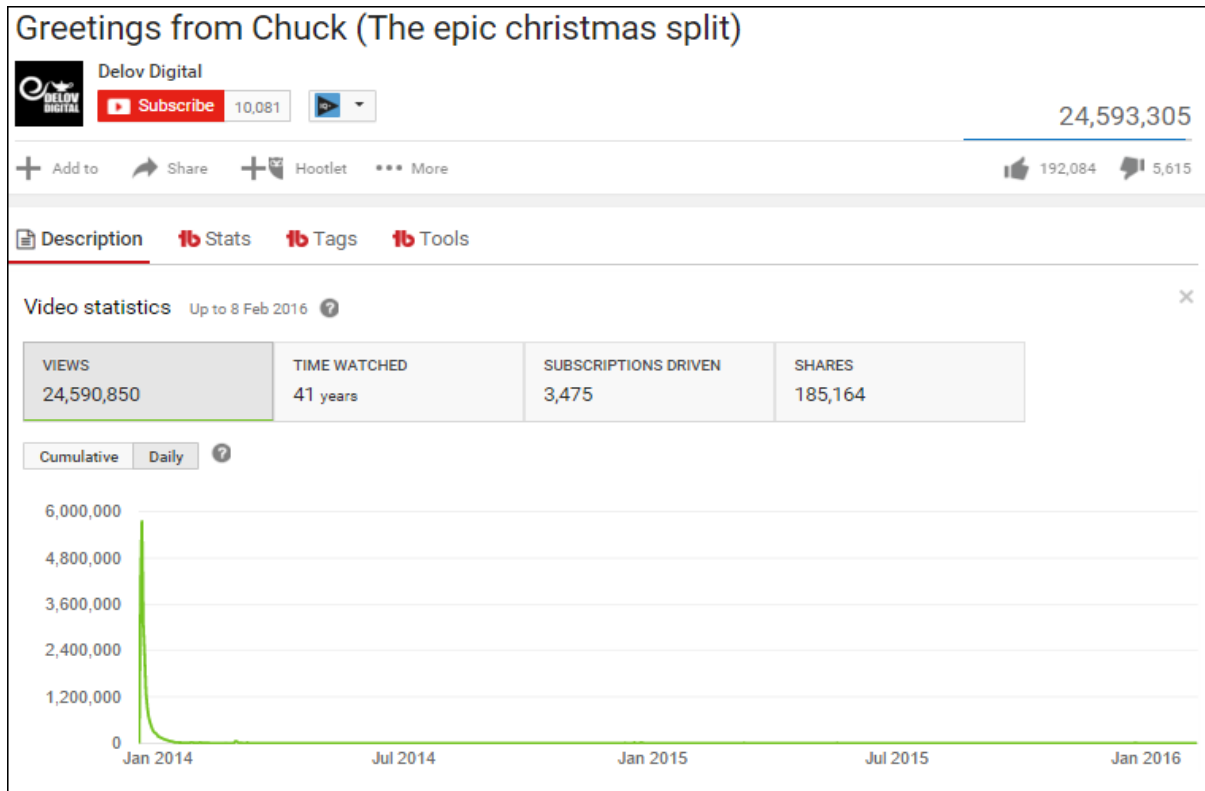 Greetings from Chuck (The epic christmas split)
Delov Digital
DELOV
DIGITAL
Subscribe 10,081
IQ
24,593,305
Add to Share Hootlet ••• More 192,084 5,615
Description Stats Tags Tools
Video statistics Up to 8 Feb 2016 ?
×
VIEWS TIME WATCHED SUBSCRIPTIONS DRIVEN SHARES
24,590,850 41 years 3,475 185,164
Cumulative Daily ?
6,000,000
4,800,000
3,600,000
2,400,000
1,200,000
0
Jan 2014 Jul 2014 Jan 2015 Jul 2015 Jan 2016